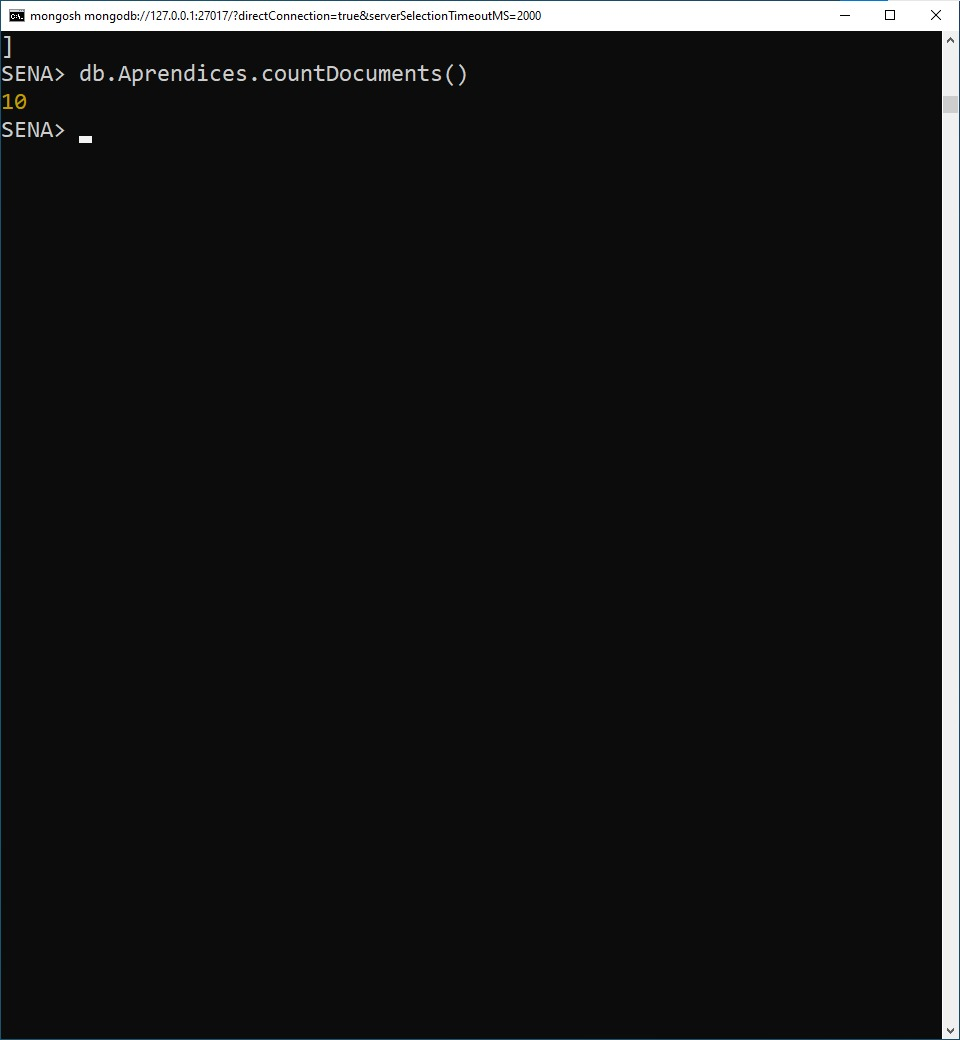 mongosh mongodb://127.0.0.1:27017/?directConnection=true&serverSelectionTimeoutMS=2000
]
SENA> db.Aprendices.countDocuments()
10
SENA>